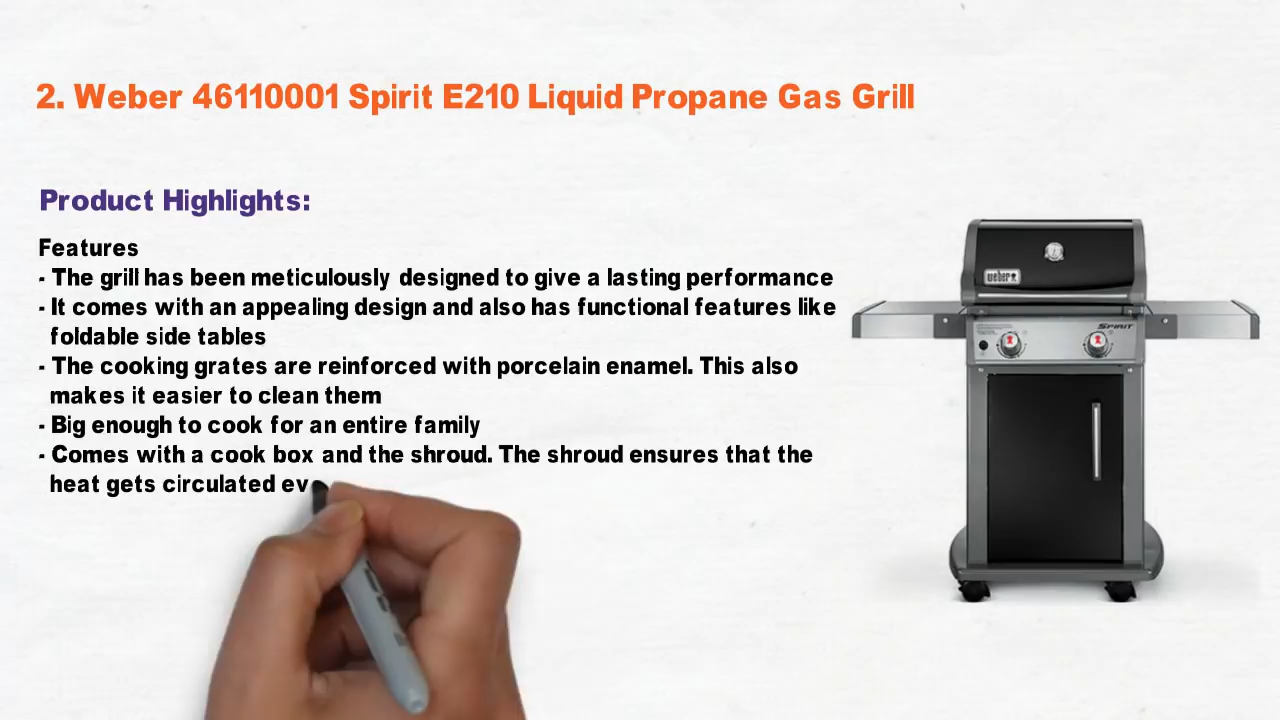 2. Weber 46110001 Spirit E210 Liquid Propane Gas Grill
Product Highlights:
Features
- The grill has been meticulously designed to give a lasting performance
- It comes with an appealing design and also has functional features like
foldable side tables
- The cooking grates are reinforced with porcelain enamel. This also
makes it easier to clean them
- Big enough to cook for an entire family
- Comes with a cook box and the shroud. The shroud ensures that the
heat gets circulated ev
weber
SPIRIT